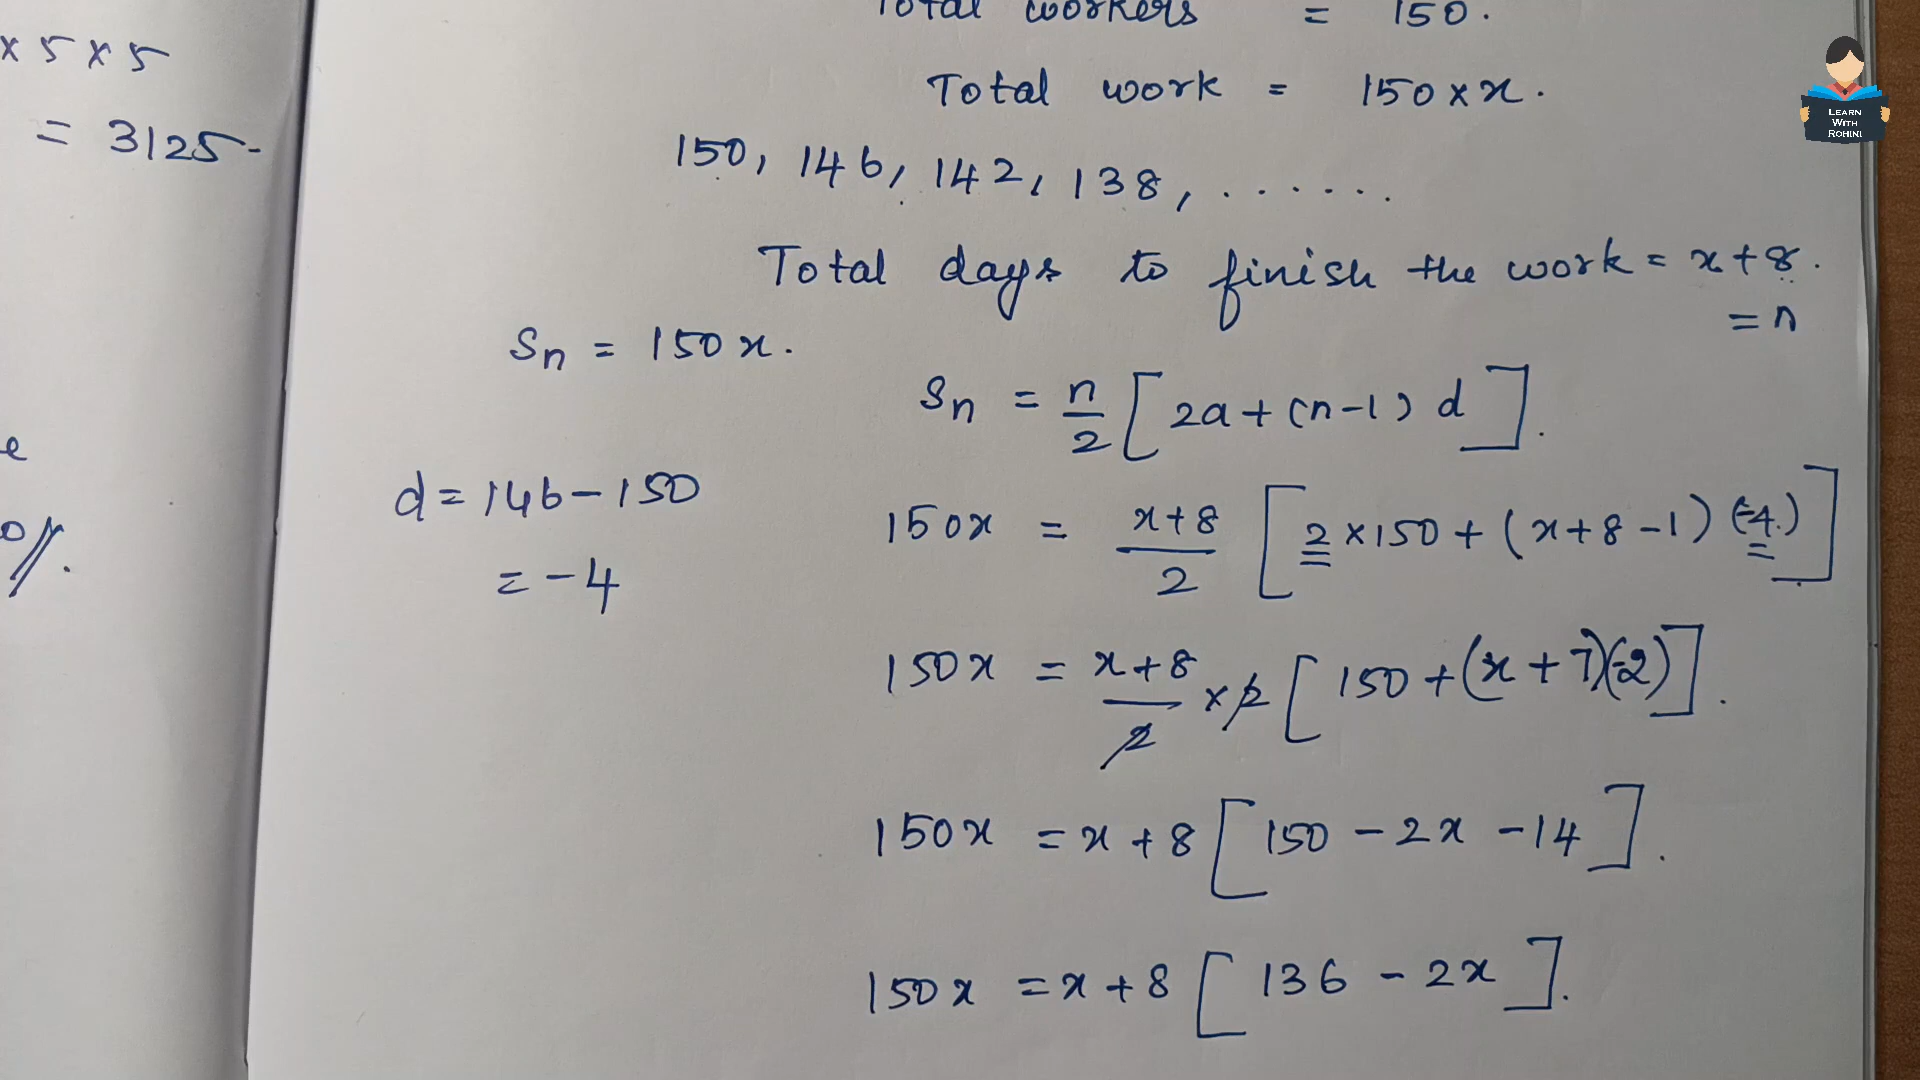 x 5 x 5
= 3125.
e
0%.
Total workers = 150.
Total work = 150 x x.
150, 146, 142, 138, ......
Total days to finish the work = x + 8.
= n
Sn = 150x.
Sn = n/2 [2a + (n-1) d].
d = 146 - 150
= -4
150x = x+8/2 [2 x 150 + (x+8-1) (-4)]
150x = x+8/2 x 2 [150 + (x+7)(-2)].
150x = x+8 [150 - 2x - 14].
150x = x+8 [136 - 2x].
LEARN
WITH
ROHINI